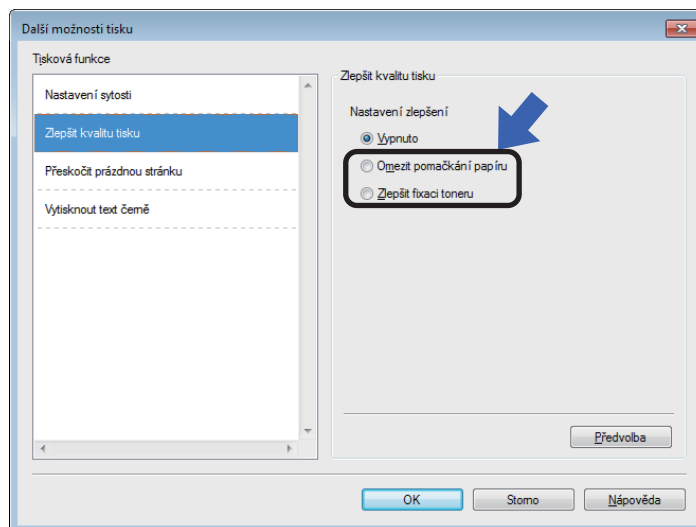 Další možnosti tisku
Tisková funkce
Nastavení sytosti
Zlepšit kvalitu tisku
Přeskočit prázdnou stránku
Vytisknout text černě
Zlepšit kvalitu tisku
Nastavení zlepšení
Vypnuto
Omezit pomačkání papíru
Zlepšit fixaci toneru
Předvolba
OK
Storno
Nápověda